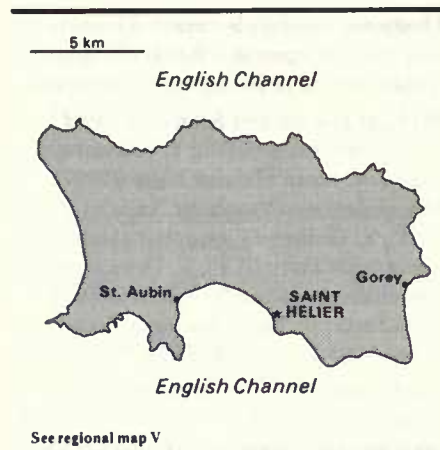 5 km
English Channel
Gorey
St. Aubin
SAINT
HELIER
English Channel
See regional map V